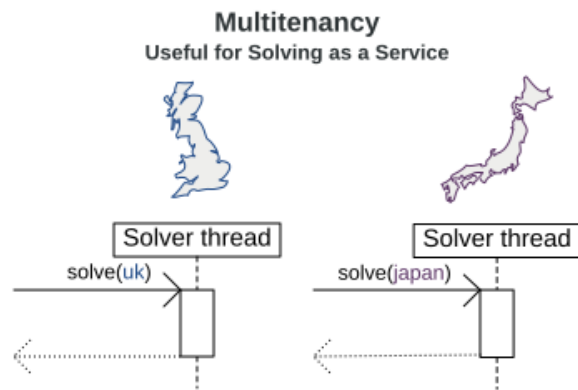 Multitenancy
Useful for Solving as a Service
Solver thread
solve(uk)
Solver thread
solve(japan)